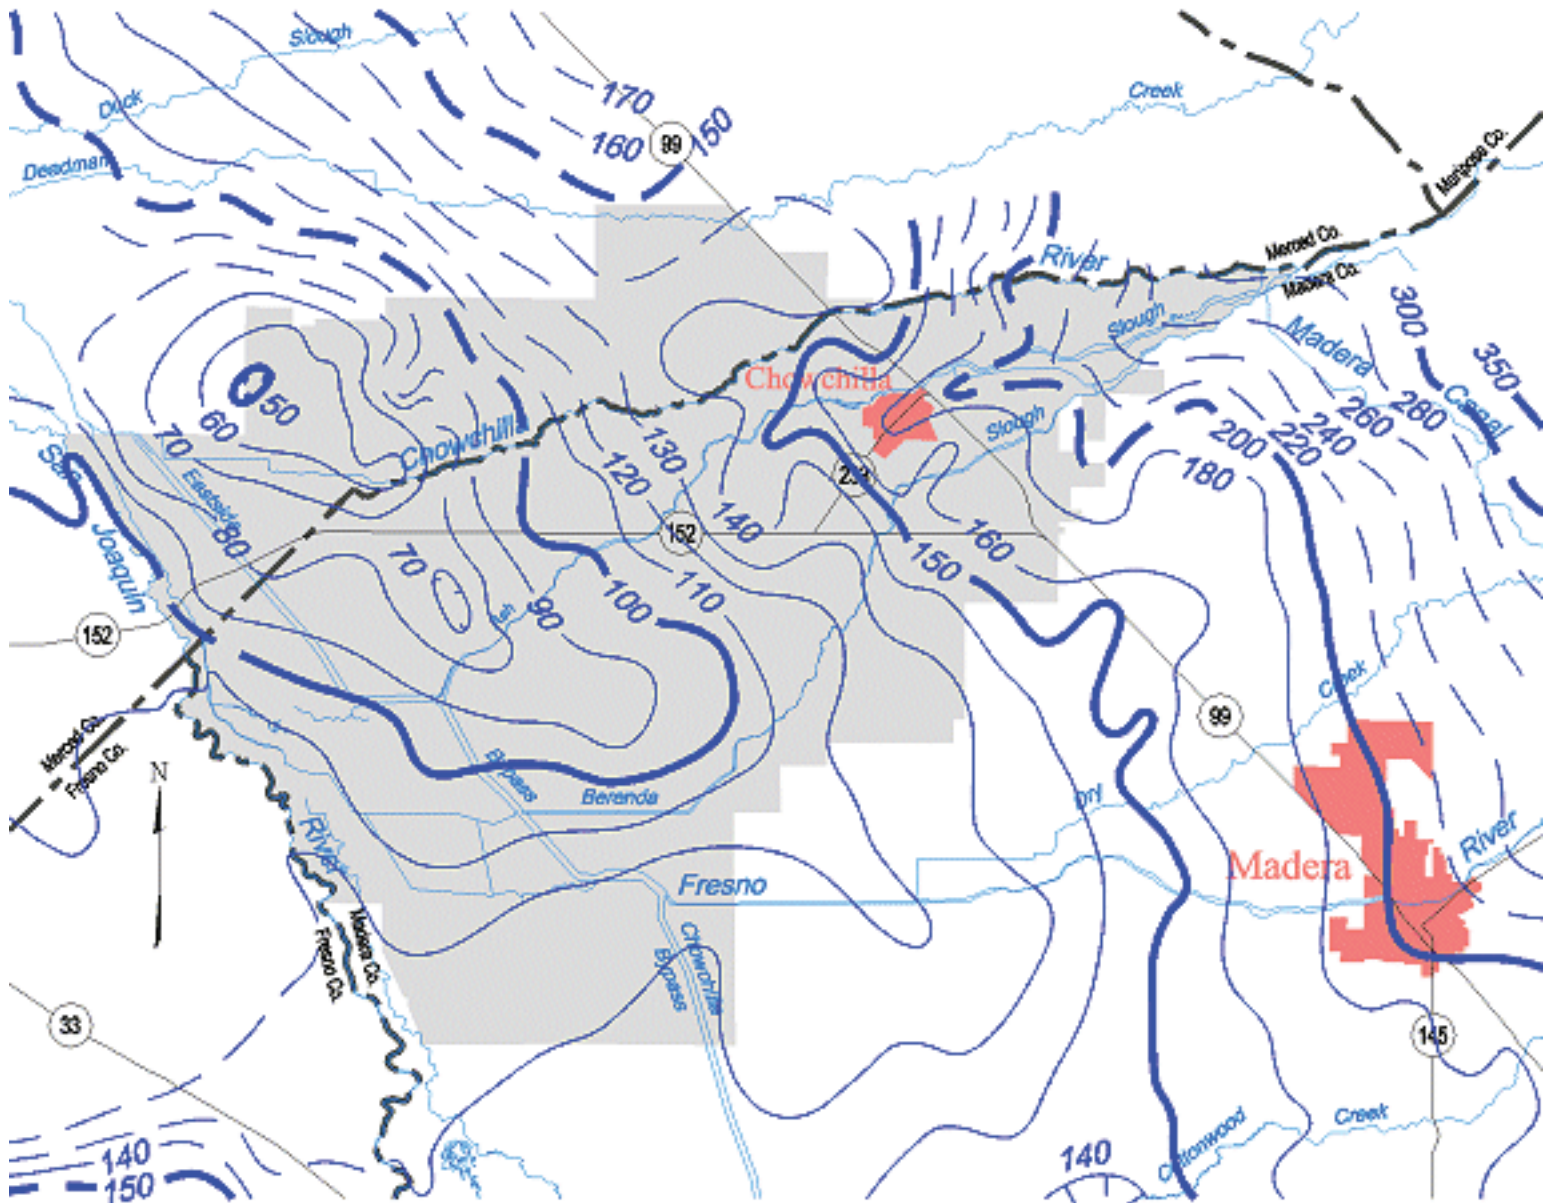 Slough
Duck
Deadman
170
160
99
150
Creek
Mariposa Co.
River
Merced Co.
Madera Co.
Slough
Madera
Canal
300
350
Chowchilla
50
60
70
Chowchilla
130
120
140
Slough
180
200
220
240
260
280
San
Joaquin
Eastside
80
152
150
160
70
90
100
110
152
Creek
99
Merced Co.
Fresno Co.
N
Bypass
Berenda
Dry
River
Fresno
Madera
River
Madera Co.
Fresno Co.
Chowchilla
Bypass
33
145
140
150
140
Cottonwood
Creek